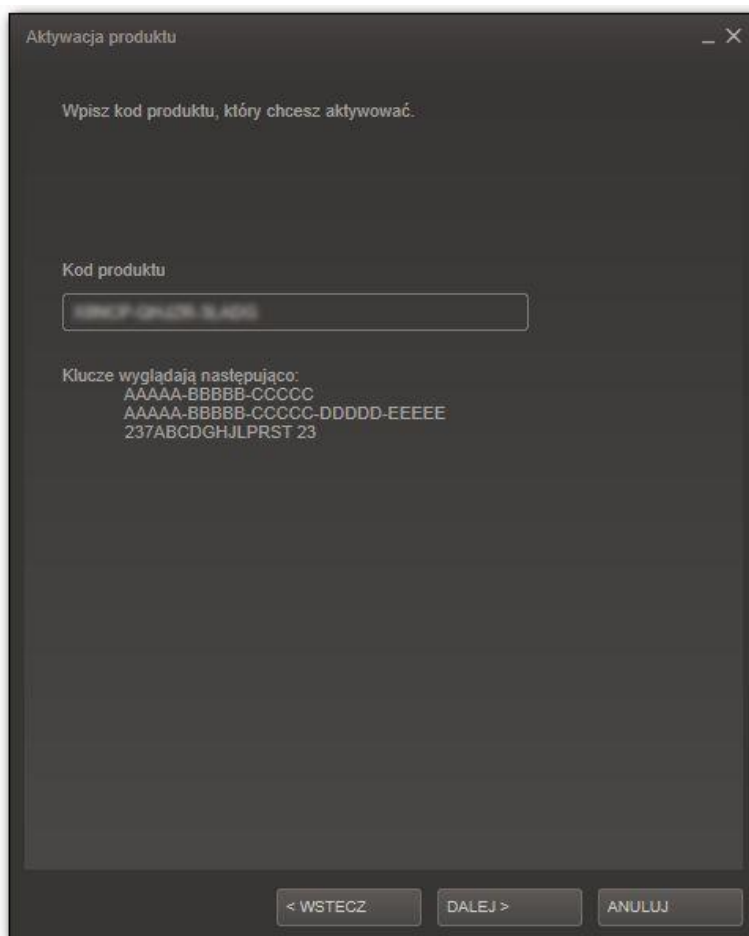 Aktywacja produktu
Wpisz kod produktu, który chcesz aktywować.
Kod produktu
Klucze wyglądają następująco:
AAAAA-BBBBB-CCCCC
AAAAA-BBBBB-CCCCC-DDDDD-EEEEE
237ABCDGHJLPRST 23
< WSTECZ
DALEJ >
ANULUJ